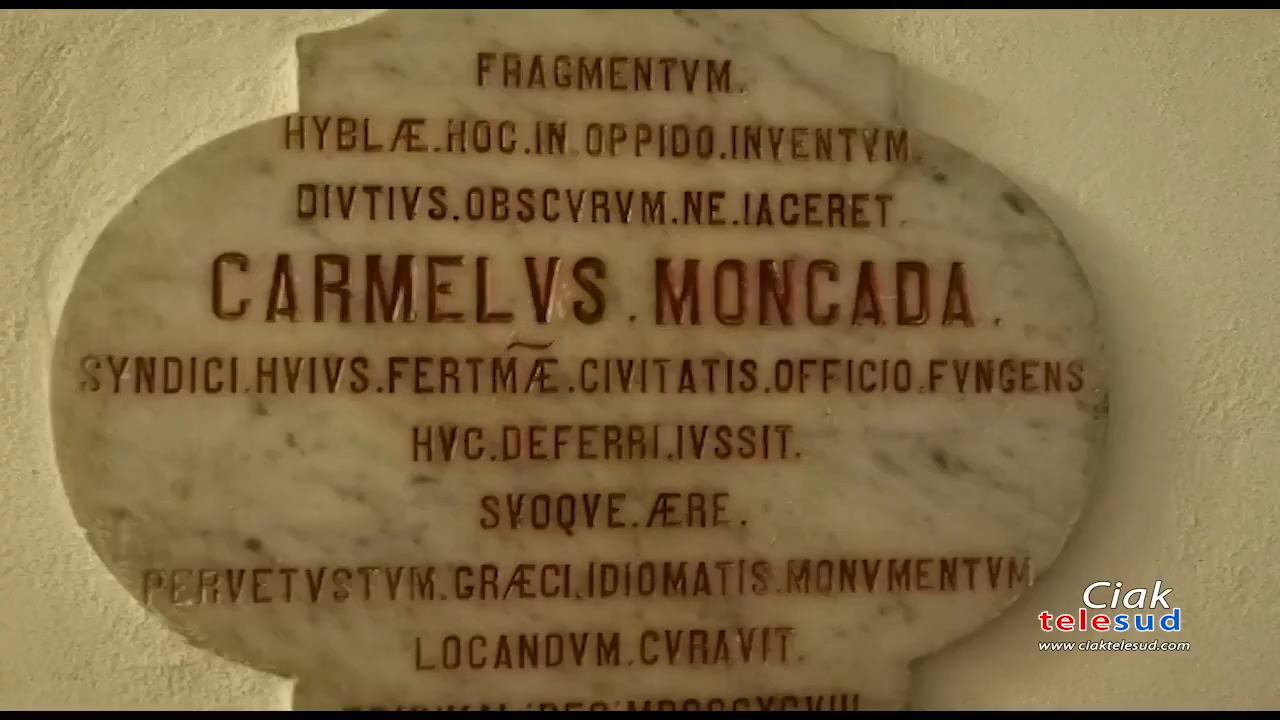 FRAGMENTVM.
HYBLÆ.HOC.IN.OPPIDO.INVENTVM.
DIVTIVS.OBSCVRVM.NE.IACERET.
CARMELVS.MONCADA.
SYNDICI.HVIVS.FERTM̃Æ.CIVITATIS.OFFICIO.FVNGENS
HVC.DEFERRI.IVSSIT.
SVOQVE.ÆRE.
PERVETVSTVM.GRÆCI.IDIOMATIS.MONVMENTVM
LOCANDVM.CVRAVIT.
Ciak
telesud
www.ciaktelesud.com